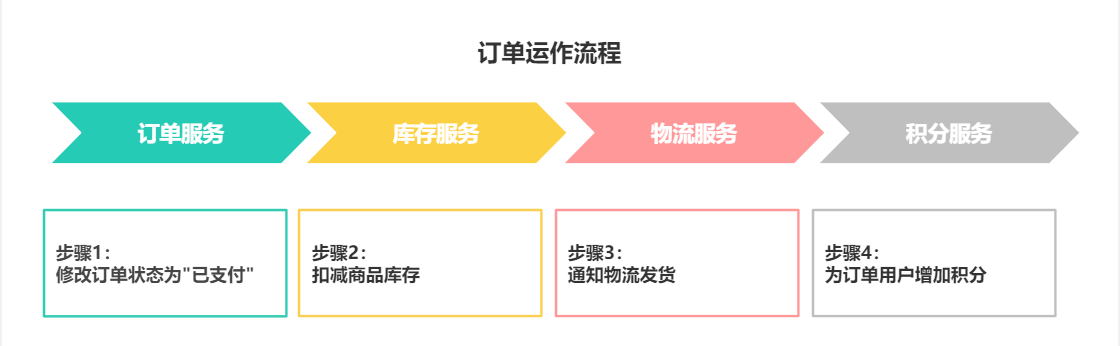 订单运作流程
订单服务
库存服务
物流服务
积分服务
步骤1：
修改订单状态为"已支付"
步骤2：
扣减商品库存
步骤3：
通知物流发货
步骤4：
为订单用户增加积分